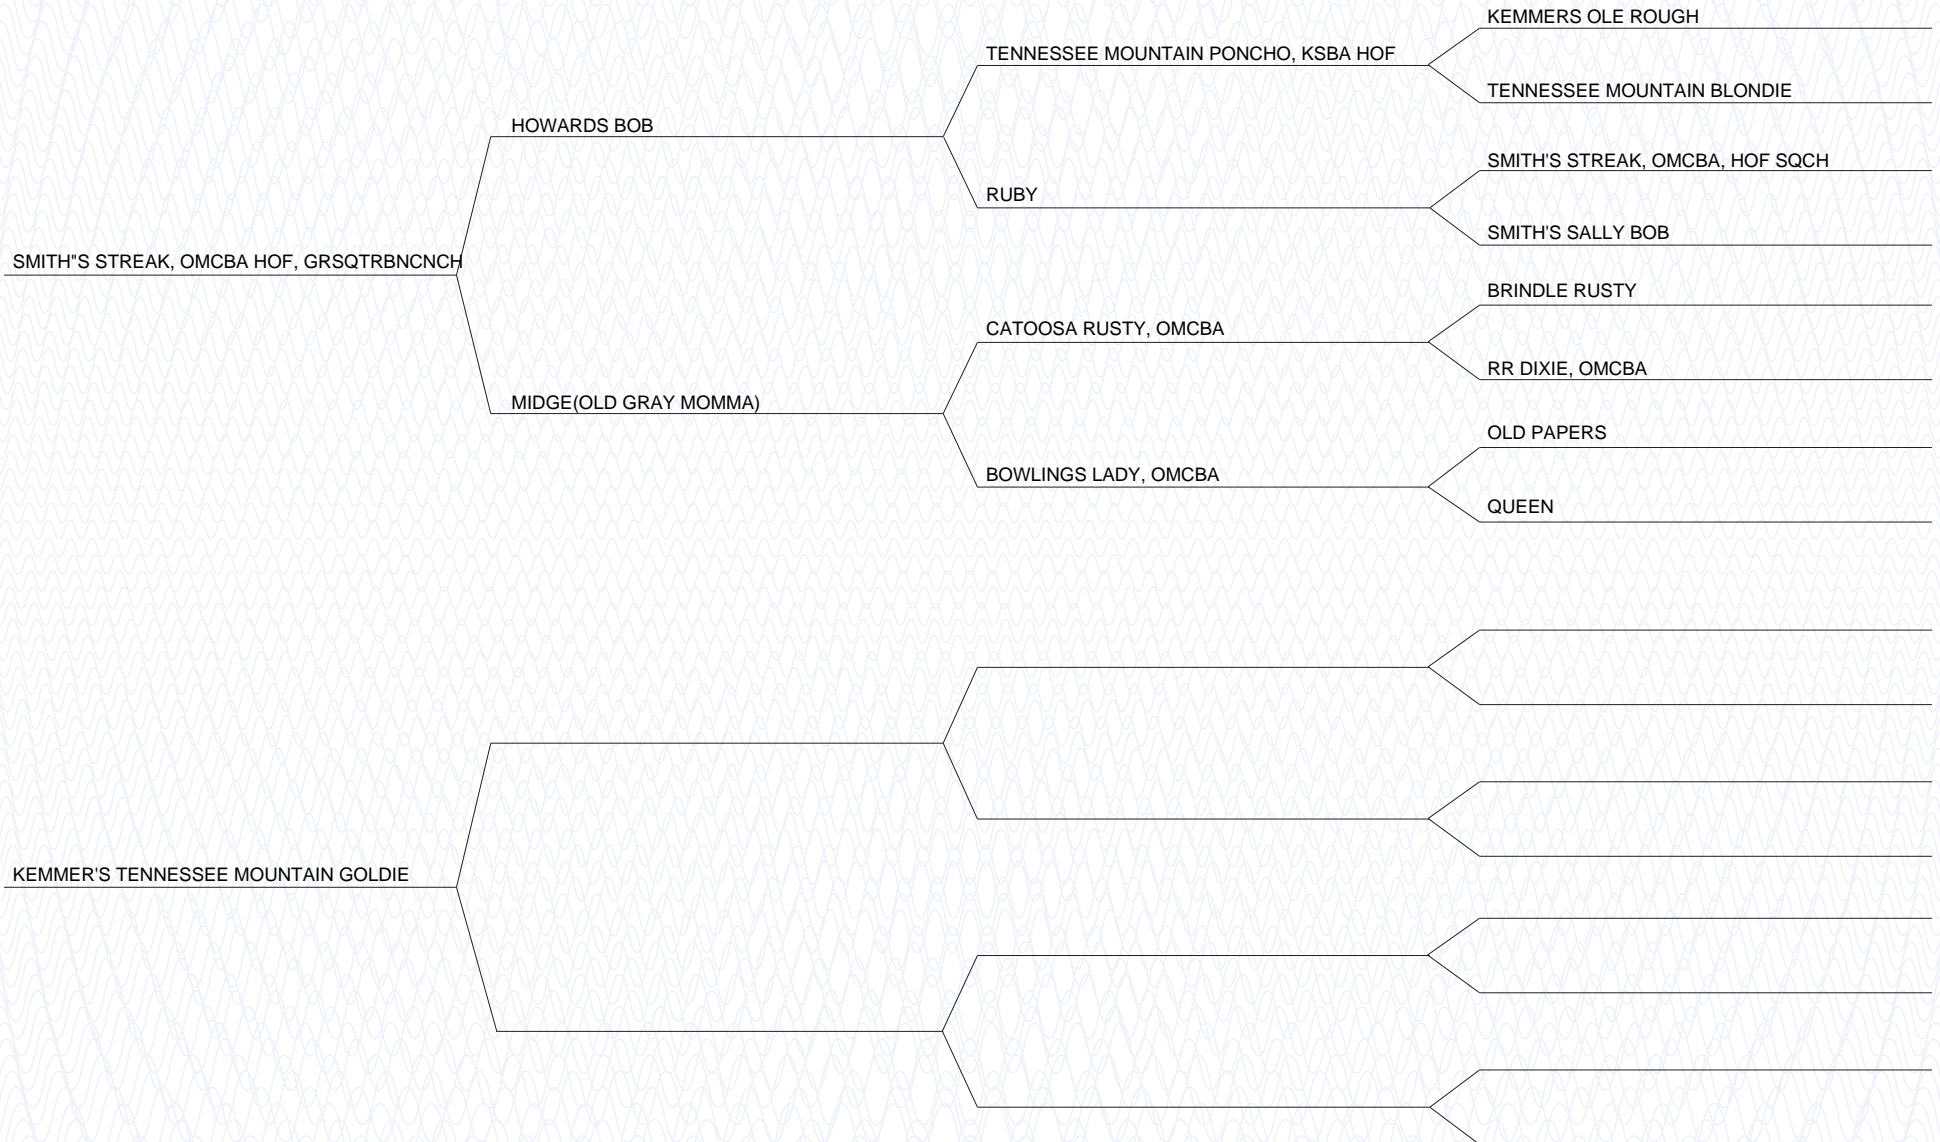 KEMMERS OLE ROUGH
TENNESSEE MOUNTAIN PONCHO, KSBA HOF
TENNESSEE MOUNTAIN BLONDIE
HOWARDS BOB
SMITH'S STREAK, OMCBA, HOF SQCH
RUBY
SMITH'S SALLY BOB
SMITH"S STREAK, OMCBA HOF, GRSQTRBNCNCH
BRINDLE RUSTY
CATOOSA RUSTY, OMCBA
RR DIXIE, OMCBA
MIDGE(OLD GRAY MOMMA)
OLD PAPERS
BOWLINGS LADY, OMCBA
QUEEN
KEMMER'S TENNESSEE MOUNTAIN GOLDIE